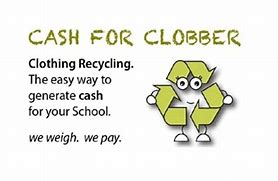 CASH FOR CLOBBER
Clothing Recycling.
The easy way to
generate cash
for your School.
we weigh. we pay.